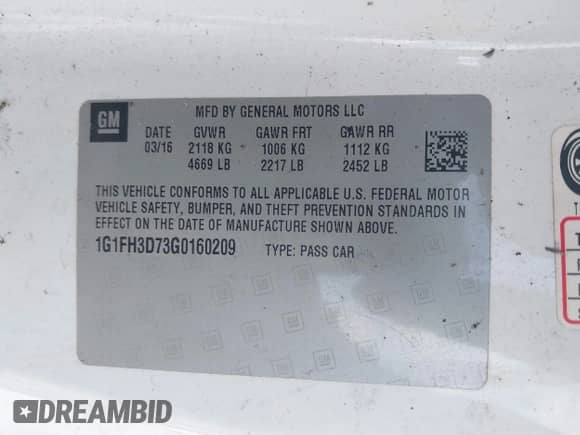 GM
MFD BY GENERAL MOTORS LLC
DATE GVWR GAWR FRT GAWR RR
03/16 2118 KG 1006 KG 1112 KG
4669 LB 2217 LB 2452 LB
THIS VEHICLE CONFORMS TO ALL APPLICABLE U.S. FEDERAL MOTOR
VEHICLE SAFETY, BUMPER, AND THEFT PREVENTION STANDARDS IN
EFFECT ON THE DATE OF MANUFACTURE SHOWN ABOVE.
1G1FH3D73G0160209 TYPE: PASS CAR
DREAMBID